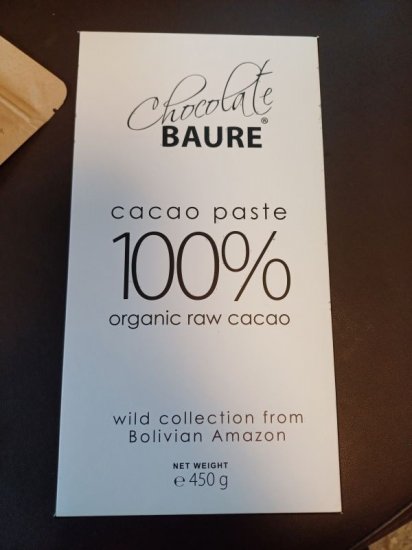 Chocolate
BAURE®
cacao paste
100%
organic raw cacao
wild collection from
Bolivian Amazon
NET WEIGHT
℮ 450 g